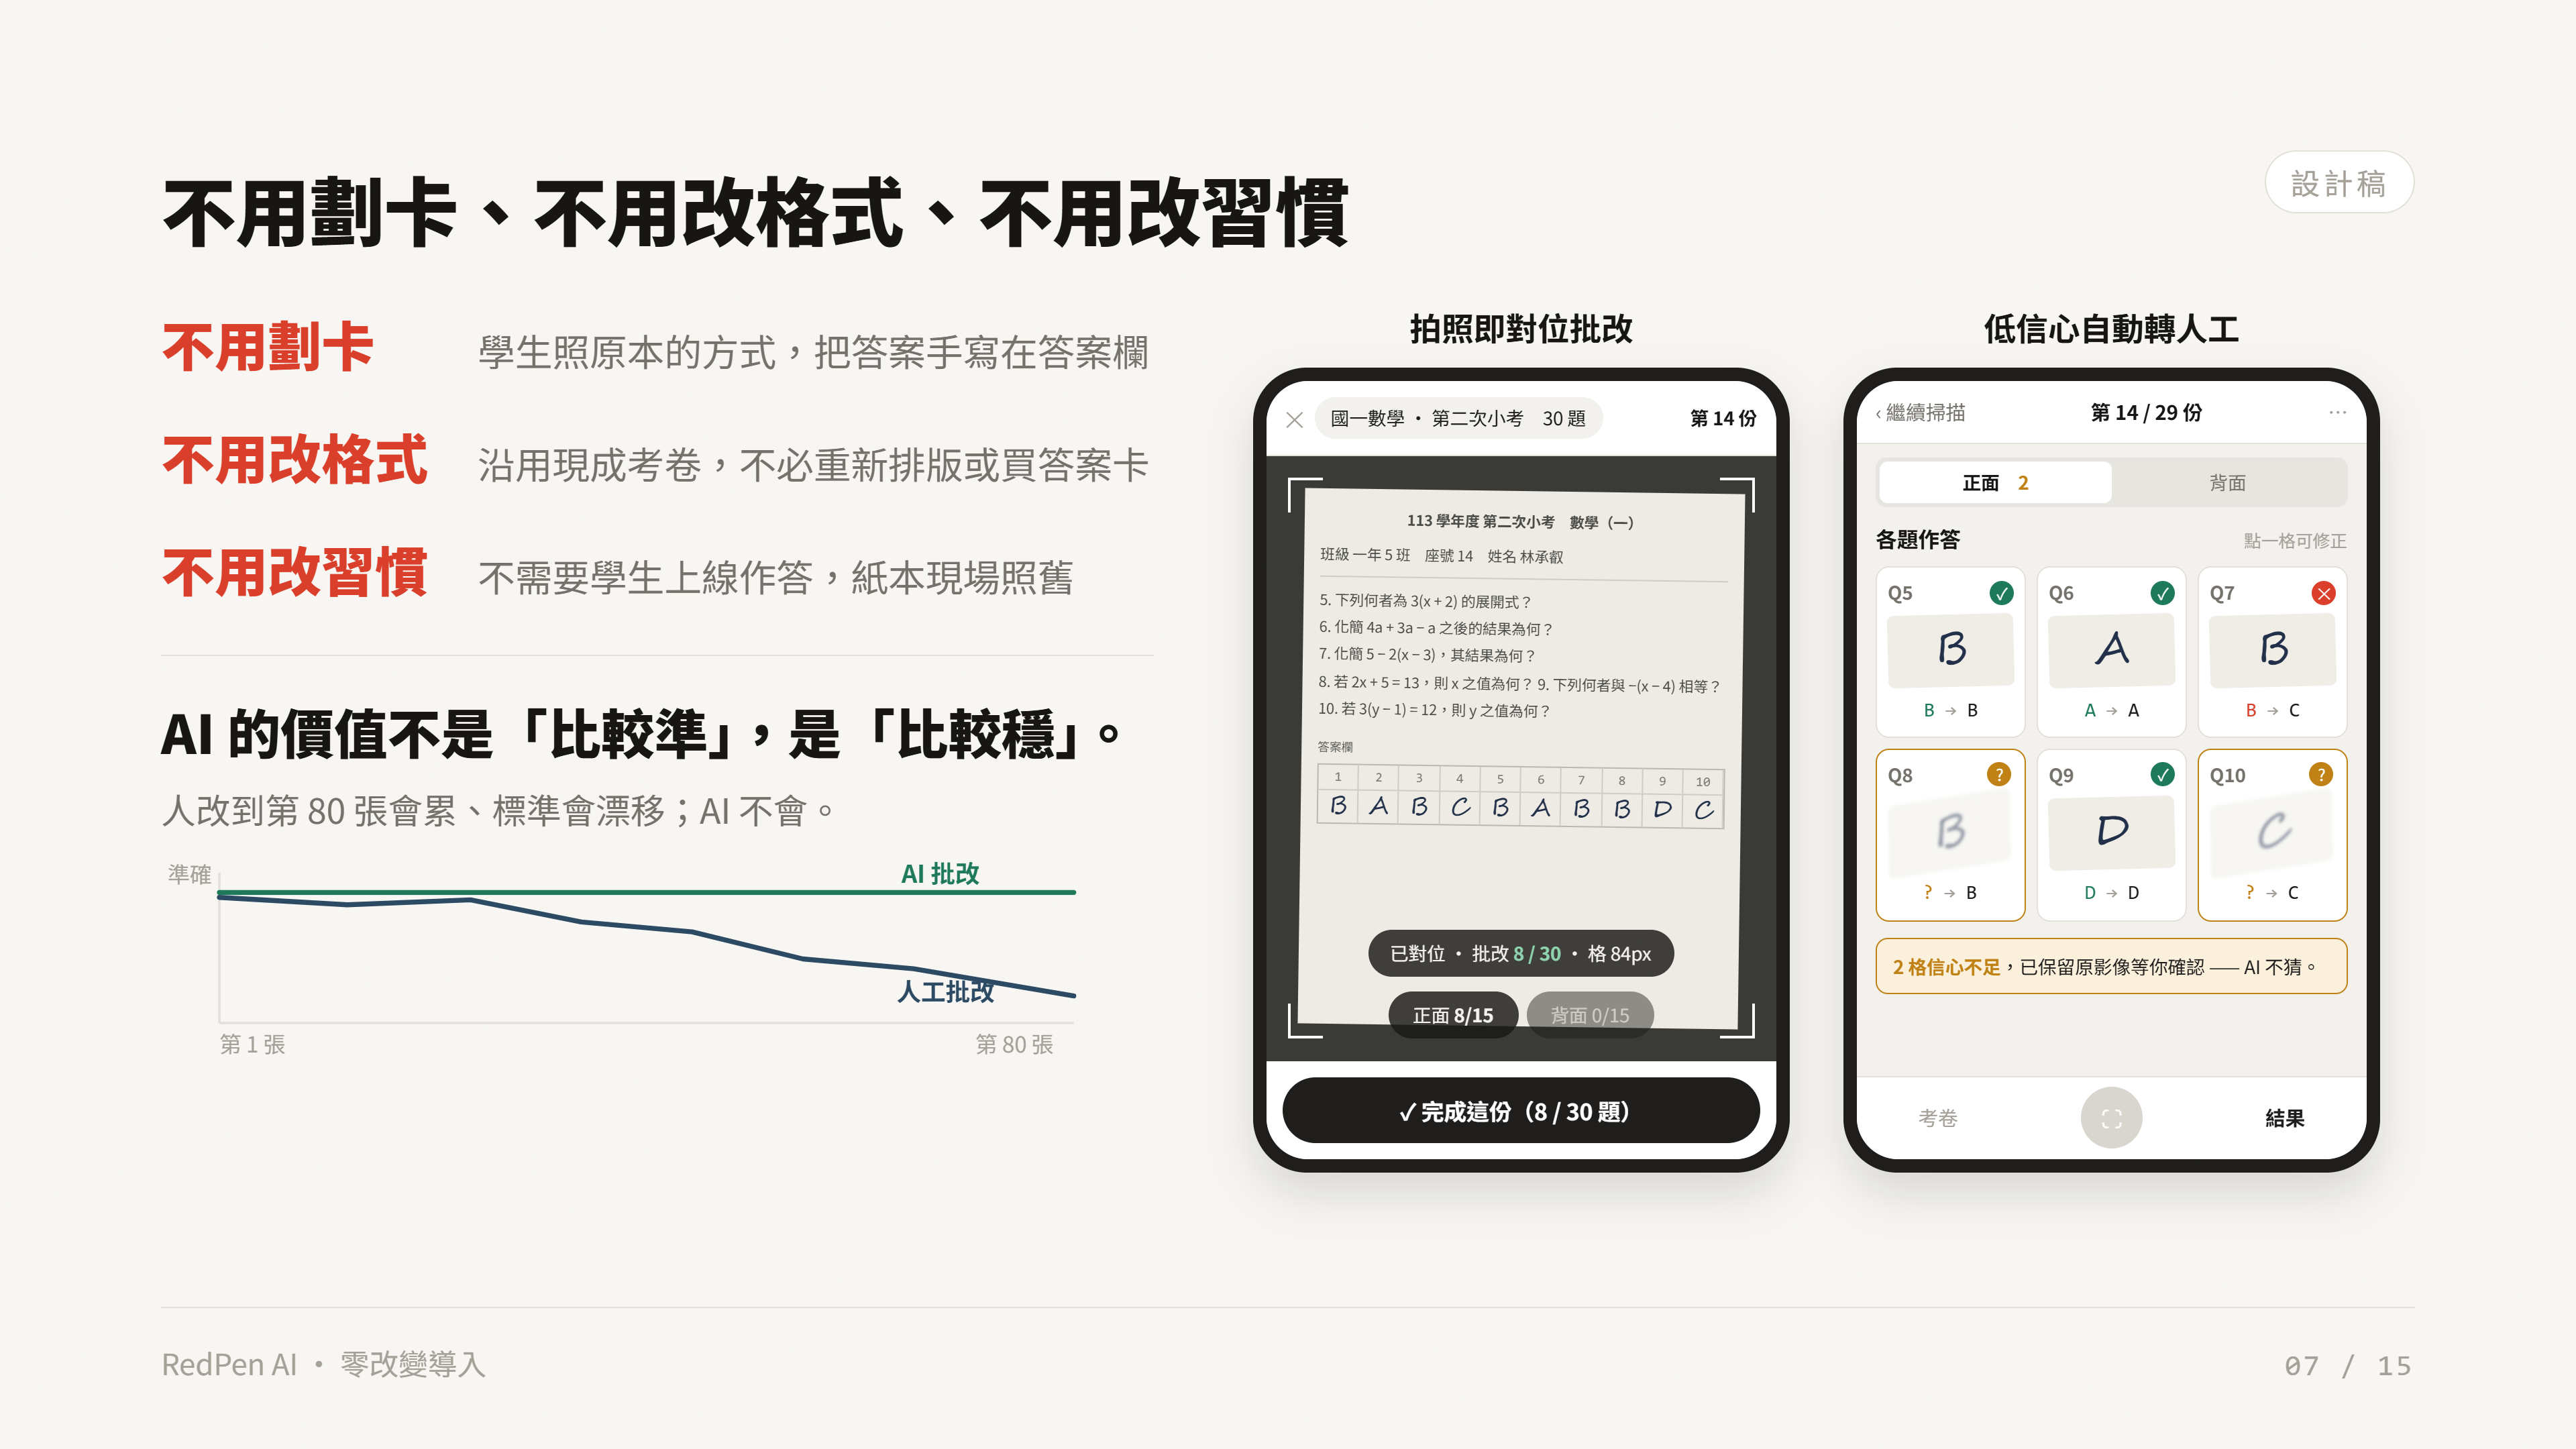 不用劃卡、不用改格式、不用改習慣
設計稿
不用劃卡 學生照原本的方式，把答案手寫在答案欄
不用改格式 沿用現成考卷，不必重新排版或買答案卡
不用改習慣 不需要學生上線作答，紙本現場照舊
AI 的價值不是「比較準」，是「比較穩」。
人改到第 80 張會累、標準會漂移；AI 不會。
準確
AI 批改
人工批改
第 1 張 第 80 張
拍照即對位批改
× 國一數學・第二次小考 30 題 第 14 份
113 學年度 第二次小考 數學（一）
班級 一年 5 班 座號 14 姓名 林承叡
5. 下列何者為 3(x + 2) 的展開式？
6. 化簡 4a + 3a − a 之後的結果為何？
7. 化簡 5 − 2(x − 3)，其結果為何？
8. 若 2x + 5 = 13，則 x 之值為何？ 9. 下列何者與 −(x − 4) 相等？
10. 若 3(y − 1) = 12，則 y 之值為何？
答案欄
1 2 3 4 5 6 7 8 9 10
B A B C B A B B D C
已對位・批改 8 / 30・格 84px
正面 8/15 背面 0/15
✓ 完成這份（8 / 30 題）
低信心自動轉人工
‹ 繼續掃描 第 14 / 29 份 ⋯
正面 2 背面
各題作答 點一格可修正
Q5 ✓ Q6 ✓ Q7 ×
B A B
B → B A → A B → C
Q8 ? Q9 ✓ Q10 ?
B D C
? → B D → D ? → C
2 格信心不足，已保留原影像等你確認 —— AI 不猜。
考卷 結果
RedPen AI・零改變導入
07 / 15